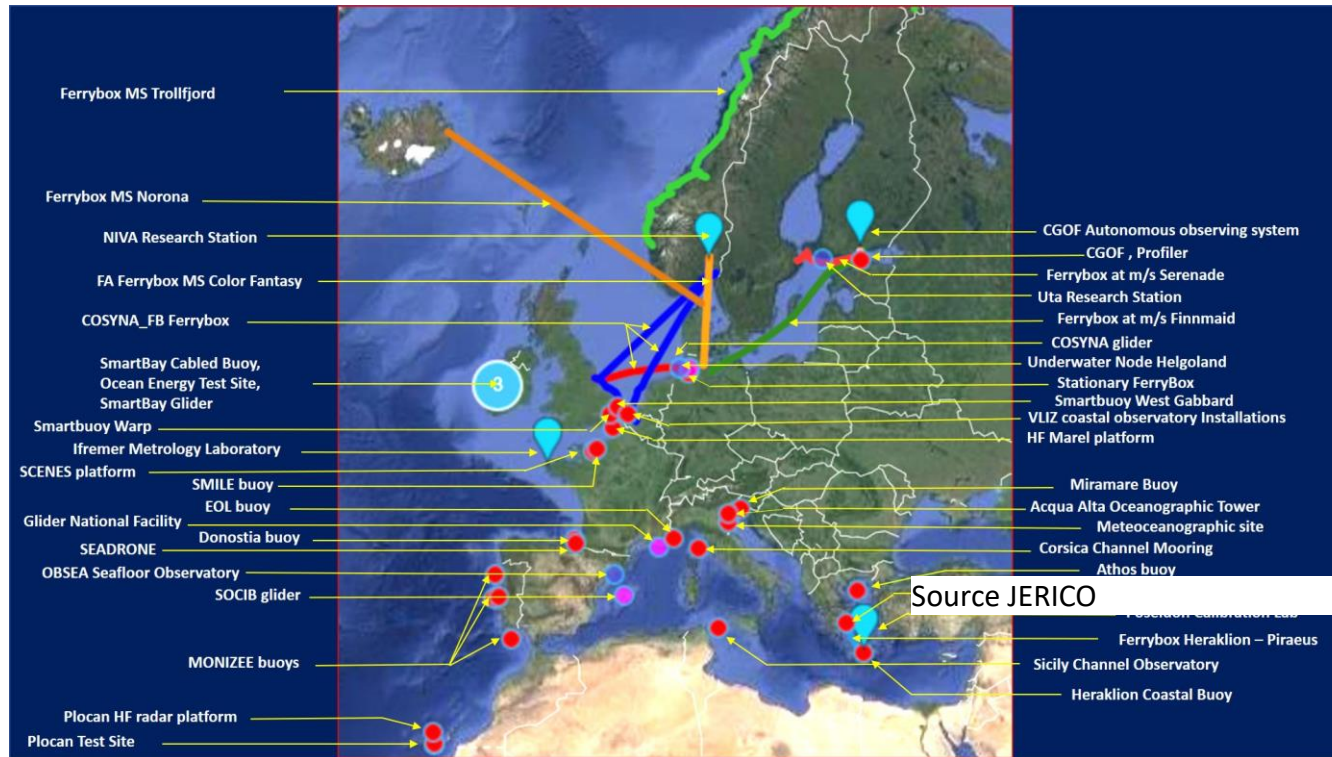 Ferrybox MS Trollfjord
Ferrybox MS Norona
NIVA Research Station
FA Ferrybox MS Color Fantasy
COSYNA_FB Ferrybox
SmartBay Cabled Buoy,
Ocean Energy Test Site,
SmartBay Glider
3
Smartbuoy Warp
Ifremer Metrology Laboratory
SCENES platform
SMILE buoy
EOL buoy
Glider National Facility
Donostia buoy
SEADRONE
OBSEA Seafloor Observatory
SOCIB glider
MONIZEE buoys
Plocan HF radar platform
Plocan Test Site
CGOF Autonomous observing system
CGOF , Profiler
Ferrybox at m/s Serenade
Uta Research Station
Ferrybox at m/s Finnmaid
COSYNA glider
Underwater Node Helgoland
Stationary FerryBox
Smartbuoy West Gabbard
VLIZ coastal observatory Installations
HF Marel platform
Miramare Buoy
Acqua Alta Oceanographic Tower
Meteoceanographic site
Corsica Channel Mooring
Athos buoy
Source JERICO
Ferrybox Heraklion – Piraeus
Sicily Channel Observatory
Heraklion Coastal Buoy